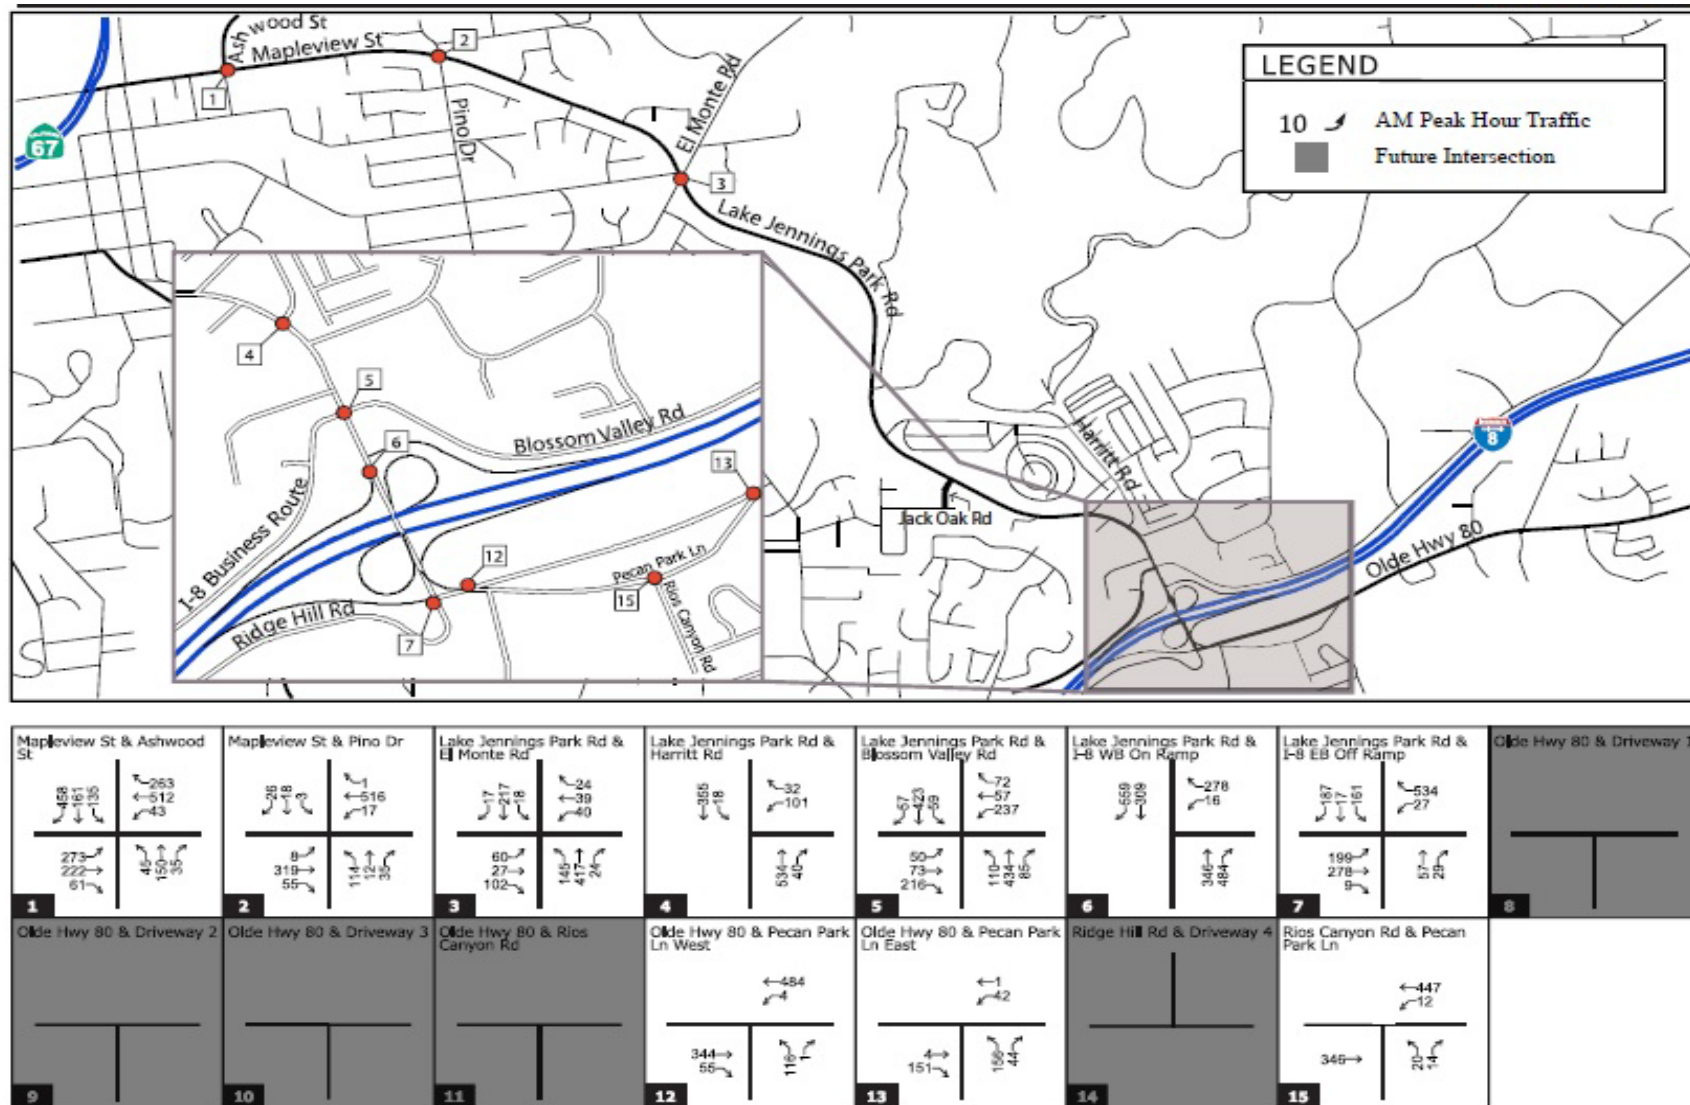 Ashwood St
Mapleview St
2
1
67
Pino Dr
El Monte Rd
3
LEGEND
10 AM Peak Hour Traffic
Future Intersection
Lake Jennings Park Rd
4
5
6
Blossom Valley Rd
13
I-8 Business Route
12
Pecan Park Ln
15
Rios Canyon Rd
Ridge Hill Rd
7
Jack Oak Rd
Harritt Rd
8
Olde Hwy 80
Mapleview St & Ashwood
St
458 161 135
263
512
43
273
222
61
45 150 35
1
Mapleview St & Pino Dr
26 18 3
1
516
17
8
319
55
114 12 35
2
Lake Jennings Park Rd &
El Monte Rd
17 217 18
24
39
40
60
27
102
145 417 24
3
Lake Jennings Park Rd &
Harritt Rd
355 18
32
101
534 40
4
Lake Jennings Park Rd &
Blossom Valley Rd
57 423 59
72
57
237
50
73
216
110 434 85
5
Lake Jennings Park Rd &
I-8 WB On Ramp
559 309
278
16
346 484
6
Lake Jennings Park Rd &
I-8 EB Off Ramp
187 17 161
534
27
199
278
9
57 29
7
Olde Hwy 80 & Driveway 1
8
Olde Hwy 80 & Driveway 2
9
Olde Hwy 80 & Driveway 3
10
Olde Hwy 80 & Rios
Canyon Rd
11
Olde Hwy 80 & Pecan Park
Ln West
484
4
344
55
116 1
12
Olde Hwy 80 & Pecan Park
Ln East
1
42
4
151
156 44
13
Ridge Hill Rd & Driveway 4
14
Rios Canyon Rd & Pecan
Park Ln
447
12
346
20 14
15